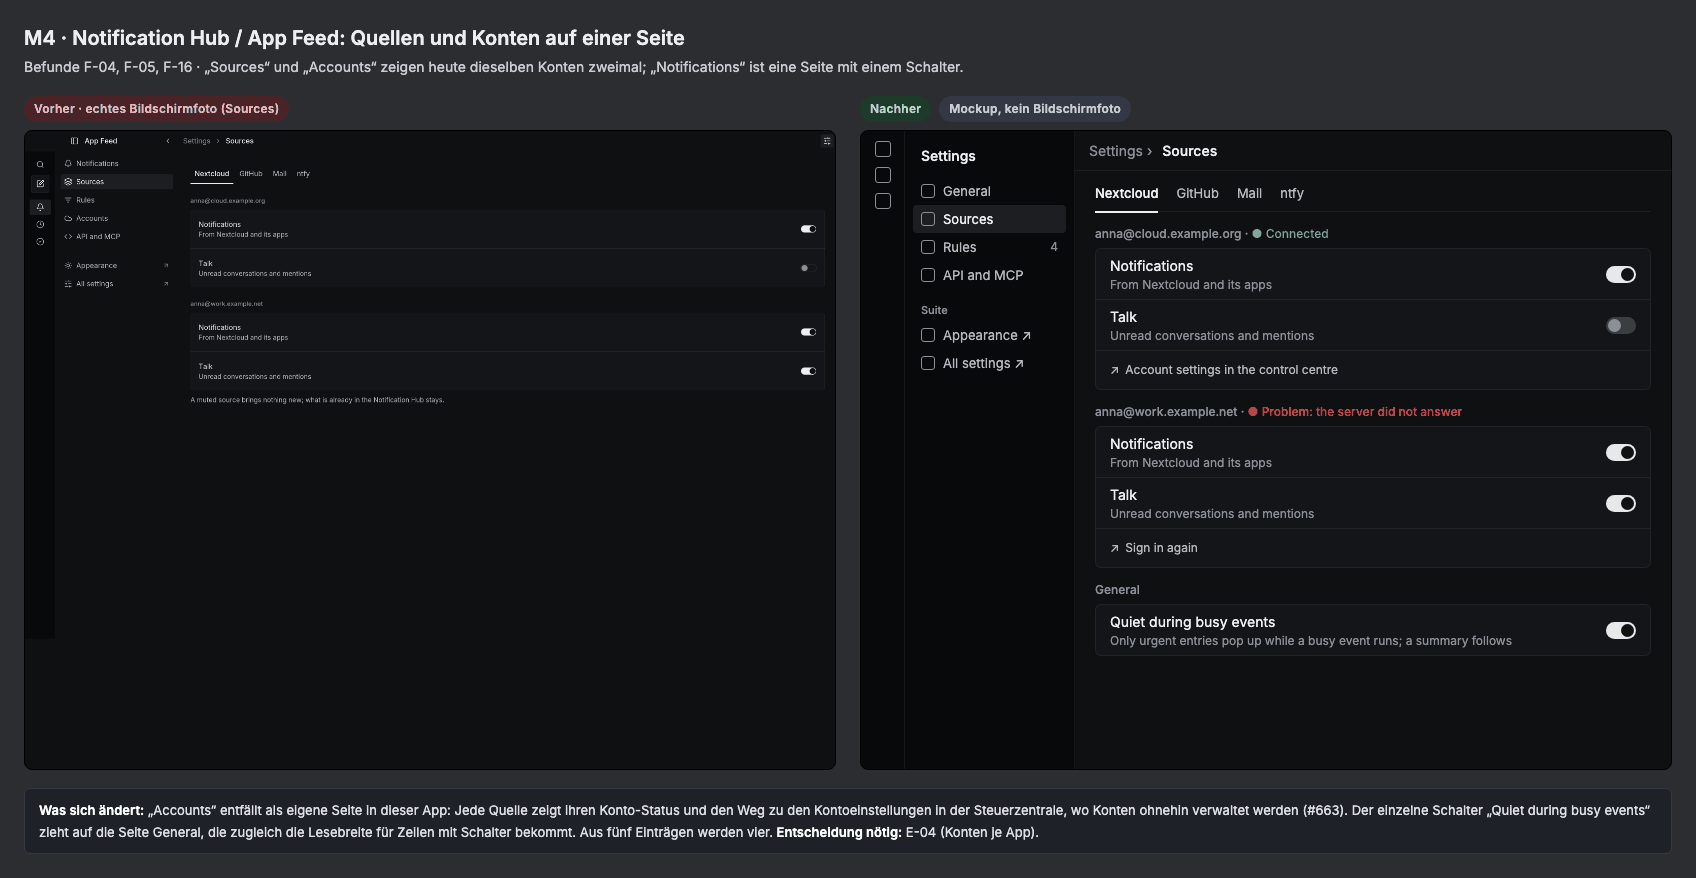 M4 · Notification Hub / App Feed: Quellen und Konten auf einer Seite
Befunde F-04, F-05, F-16 · „Sources“ und „Accounts“ zeigen heute dieselben Konten zweimal; „Notifications“ ist eine Seite mit einem Schalter.
Vorher · echtes Bildschirmfoto (Sources)
App Feed
Settings › Sources
Notifications
Sources
Rules
Accounts
API and MCP
Appearance
All settings
Nextcloud GitHub Mail ntfy
anna@cloud.example.org
Notifications
From Nextcloud and its apps
Talk
Unread conversations and mentions
anna@work.example.net
Notifications
From Nextcloud and its apps
Talk
Unread conversations and mentions
A muted source brings nothing new; what is already in the Notification Hub stays.
Nachher
Mockup, kein Bildschirmfoto
Settings
General
Sources
Rules 4
API and MCP
Suite
Appearance ↗
All settings ↗
Settings › Sources
Nextcloud GitHub Mail ntfy
anna@cloud.example.org · ● Connected
Notifications
From Nextcloud and its apps
Talk
Unread conversations and mentions
↗ Account settings in the control centre
anna@work.example.net · ● Problem: the server did not answer
Notifications
From Nextcloud and its apps
Talk
Unread conversations and mentions
↗ Sign in again
General
Quiet during busy events
Only urgent entries pop up while a busy event runs; a summary follows
Was sich ändert: „Accounts“ entfällt als eigene Seite in dieser App: Jede Quelle zeigt ihren Konto-Status und den Weg zu den Kontoeinstellungen in der Steuerzentrale, wo Konten ohnehin verwaltet werden (#663). Der einzelne Schalter „Quiet during busy events“
zieht auf die Seite General, die zugleich die Lesebreite für Zeilen mit Schalter bekommt. Aus fünf Einträgen werden vier. Entscheidung nötig: E-04 (Konten je App).